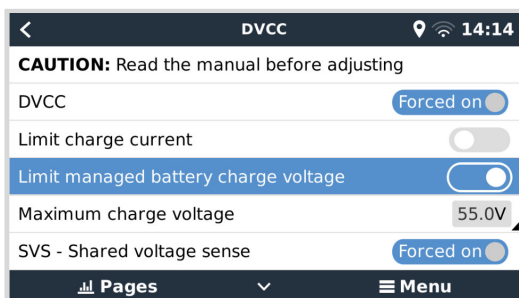 DVCC 14:14
CAUTION: Read the manual before adjusting
DVCC Forced on
Limit charge current
Limit managed battery charge voltage
Maximum charge voltage 55.0V
SVS - Shared voltage sense Forced on
Pages Menu